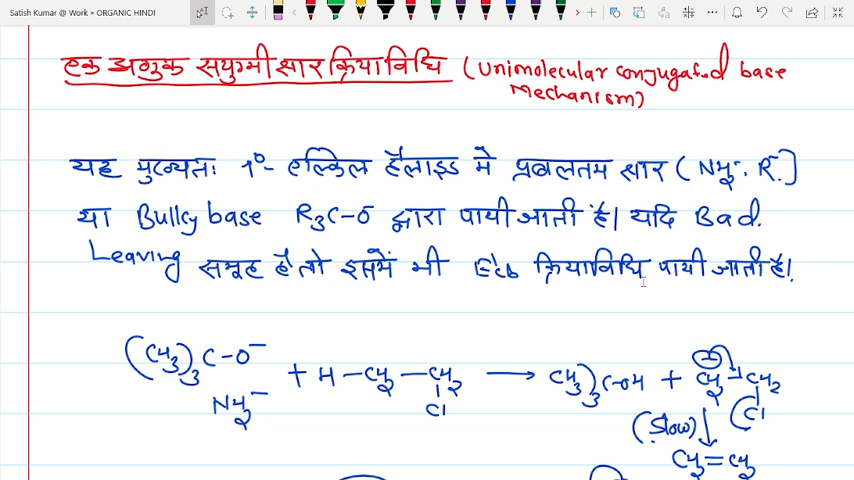 Satish Kumar @ Work » ORGANIC HINDI
एक अणुक सयुग्मी क्षार क्रियाविधि (Unimolecular conjugated base
Mechanism)
यह मुख्यतः 1°- एल्किल हैलाइड मे प्रबलतम क्षार (NH₂⁻, R⁻)
या Bulky base R₃C-O⁻ द्वारा पायी जाती है। यदि Bad
Leaving समूह है तो इसमें भी E1cb क्रियाविधि पायी जाती है।
(CH₃)₃C-O⁻ + H-CH₂-CH₂ → CH₃)₃C-OH + CH₂-CH₂
NH₂⁻ Cl Cl
(Slow)
CH₂=CH₂